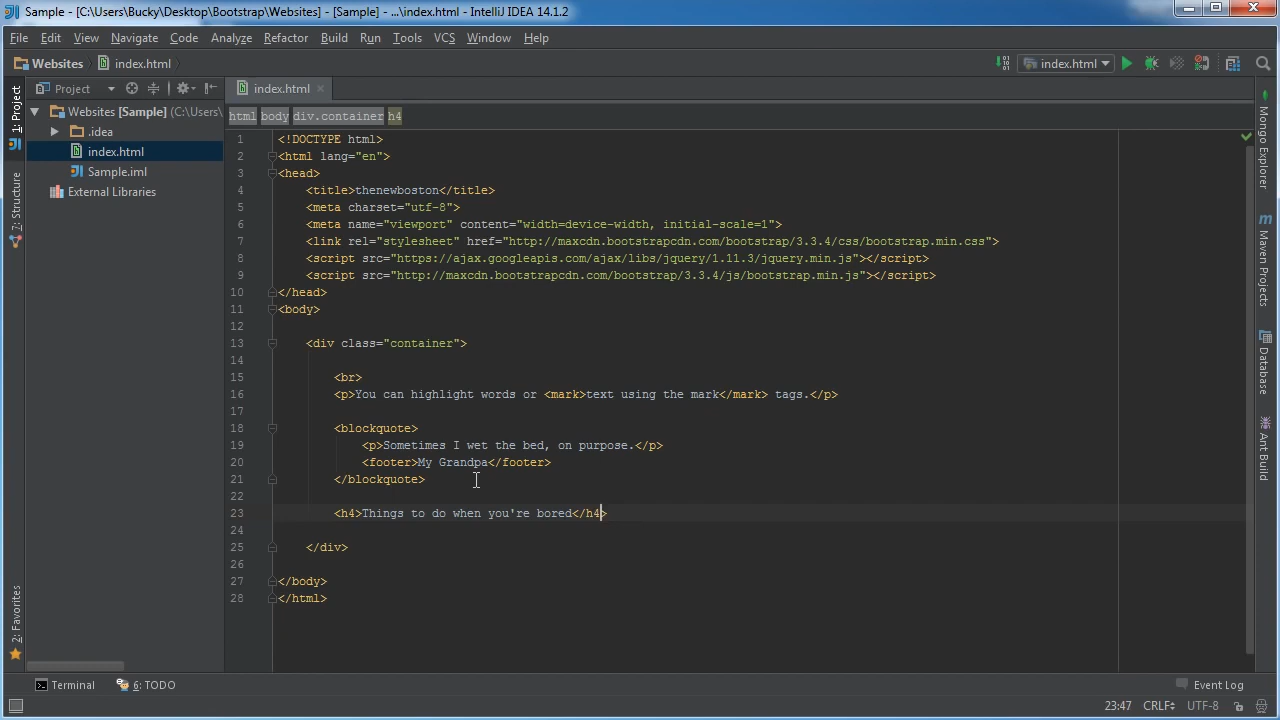 Sample - [C:\Users\Bucky\Desktop\Bootstrap\Websites] - [Sample] - ...\index.html - IntelliJ IDEA 14.1.2
File Edit View Navigate Code Analyze Refactor Build Run Tools VCS Window Help
Websites index.html
index.html
Project
index.html
1: Project
7: Structure
2: Favorites
Websites [Sample] (C:\Users\
.idea
index.html
Sample.iml
External Libraries
html body div.container h4
1 <!DOCTYPE html>
2 <html lang="en">
3 <head>
4 <title>thenewboston</title>
5 <meta charset="utf-8">
6 <meta name="viewport" content="width=device-width, initial-scale=1">
7 <link rel="stylesheet" href="http://maxcdn.bootstrapcdn.com/bootstrap/3.3.4/css/bootstrap.min.css">
8 <script src="https://ajax.googleapis.com/ajax/libs/jquery/1.11.3/jquery.min.js"></script>
9 <script src="http://maxcdn.bootstrapcdn.com/bootstrap/3.3.4/js/bootstrap.min.js"></script>
10 </head>
11 <body>
12
13 <div class="container">
14
15 <br>
16 <p>You can highlight words or <mark>text using the mark</mark> tags.</p>
17
18 <blockquote>
19 <p>Sometimes I wet the bed, on purpose.</p>
20 <footer>My Grandpa</footer>
21 </blockquote>
22
23 <h4>Things to do when you're bored</h4>
24
25 </div>
26
27 </body>
28 </html>
Mongo Explorer
Maven Projects
Database
Ant Build
Terminal 6: TODO Event Log
23:47 CRLF UTF-8